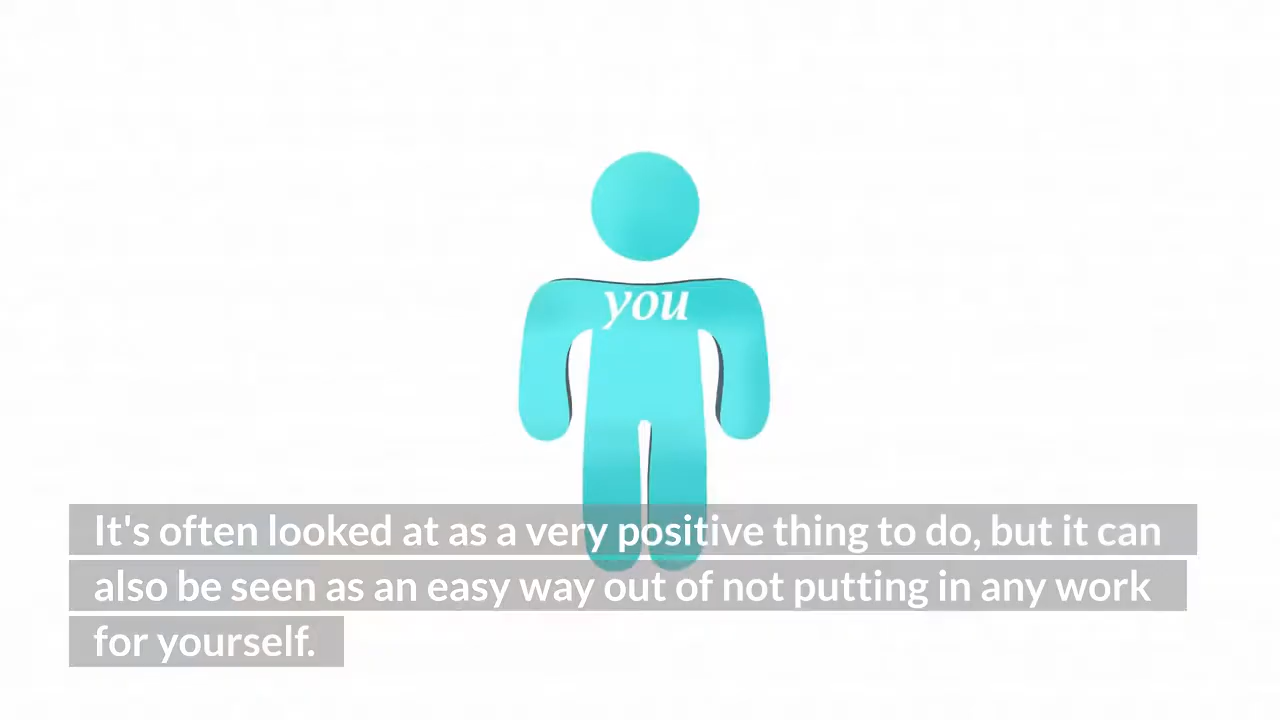 you
It's often looked at as a very positive thing to do, but it can
also be seen as an easy way out of not putting in any work
for yourself.